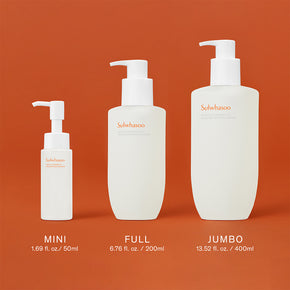 Sulwhasoo
Sulwhasoo
Sulwhasoo
MINI
1.69 fl. oz./ 50ml
FULL
6.76 fl. oz. / 200ml
JUMBO
13.52 fl. oz. / 400ml